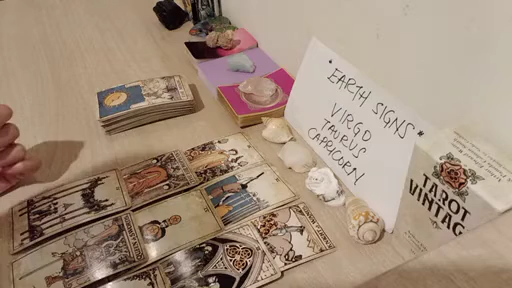 *EARTH SIGNS*
VIRGO
TAURUS
CAPRICORN
TAROT
VINTAG